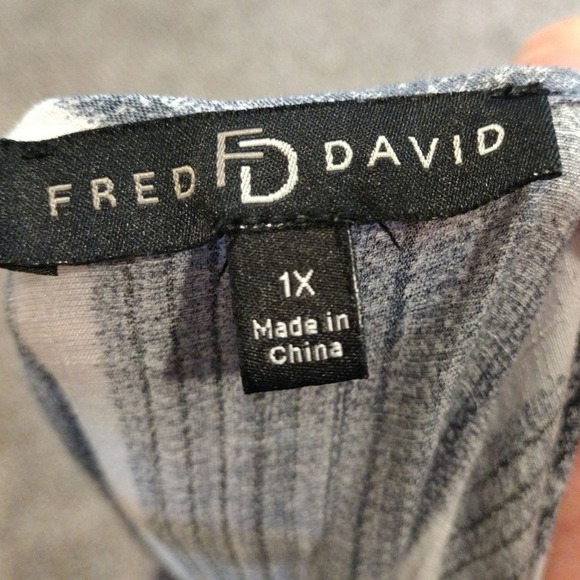 FRED FD DAVID
1X
Made in
China